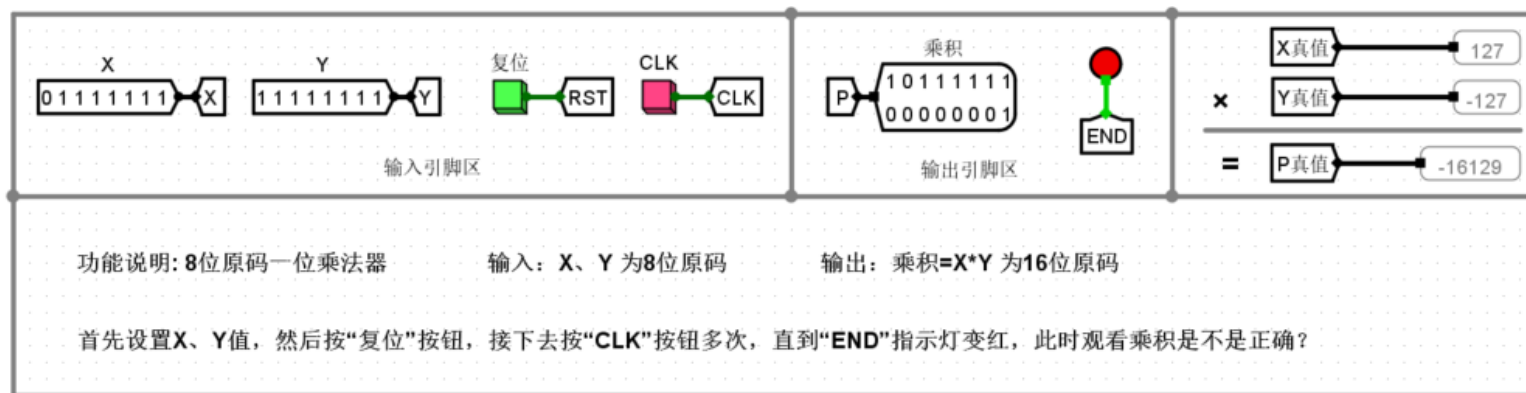 X
0 1 1 1 1 1 1 1
X
Y
1 1 1 1 1 1 1 1
Y
复位
RST
CLK
CLK
输入引脚区
乘积
P
1 0 1 1 1 1 1 1
0 0 0 0 0 0 0 1
END
输出引脚区
X真值
127
×
Y真值
-127
=
P真值
-16129
功能说明: 8位原码一位乘法器
输入：X、Y 为8位原码
输出：乘积=X*Y 为16位原码
首先设置X、Y值，然后按“复位”按钮，接下去按“CLK”按钮多次，直到“END”指示灯变红，此时观看乘积是不是正确？